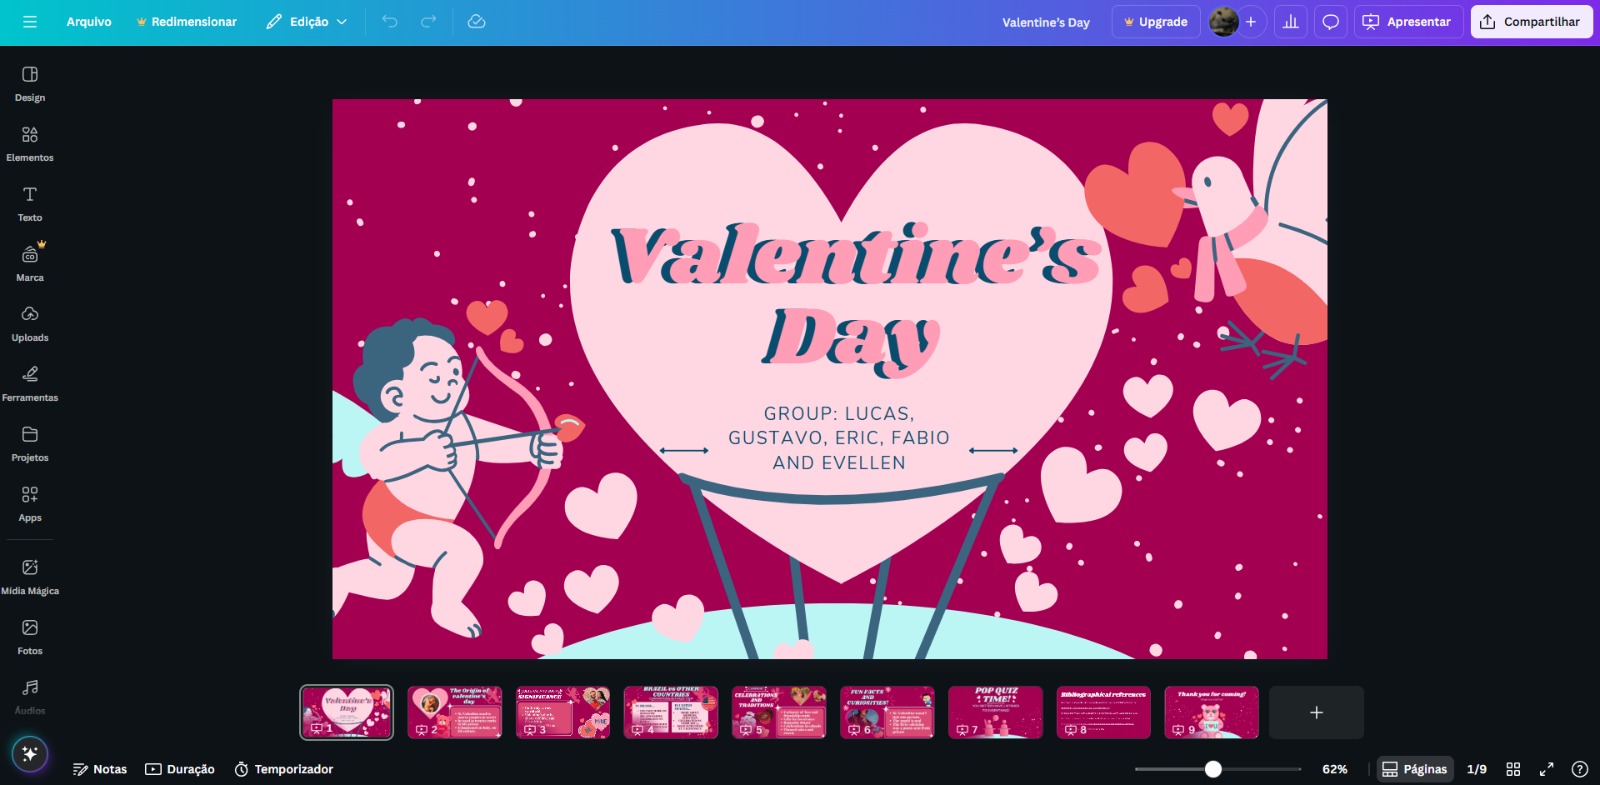 Arquivo
Redimensionar
Edição
Valentine's Day
Upgrade
Apresentar
Compartilhar
Design
Elementos
Texto
Marca
Uploads
Ferramentas
Projetos
Apps
Mídia Mágica
Fotos
Áudios
Valentine's
Day
GROUP: LUCAS,
GUSTAVO, ERIC, FABIO
AND EVELLEN
Valentine's
Day
1
The Origin of
valentine's
day
2
SIGNIFICANCE
3
BRAZIL vs OTHER
COUNTRIES
4
CELEBRATIONS
AND
TRADITIONS
5
FUN FACTS
AND
CURIOSITIES!
6
POP QUIZ
TIME!
7
Bibliographical references
8
Thank you for coming!
9
Notas
Duração
Temporizador
62%
Páginas
1/9